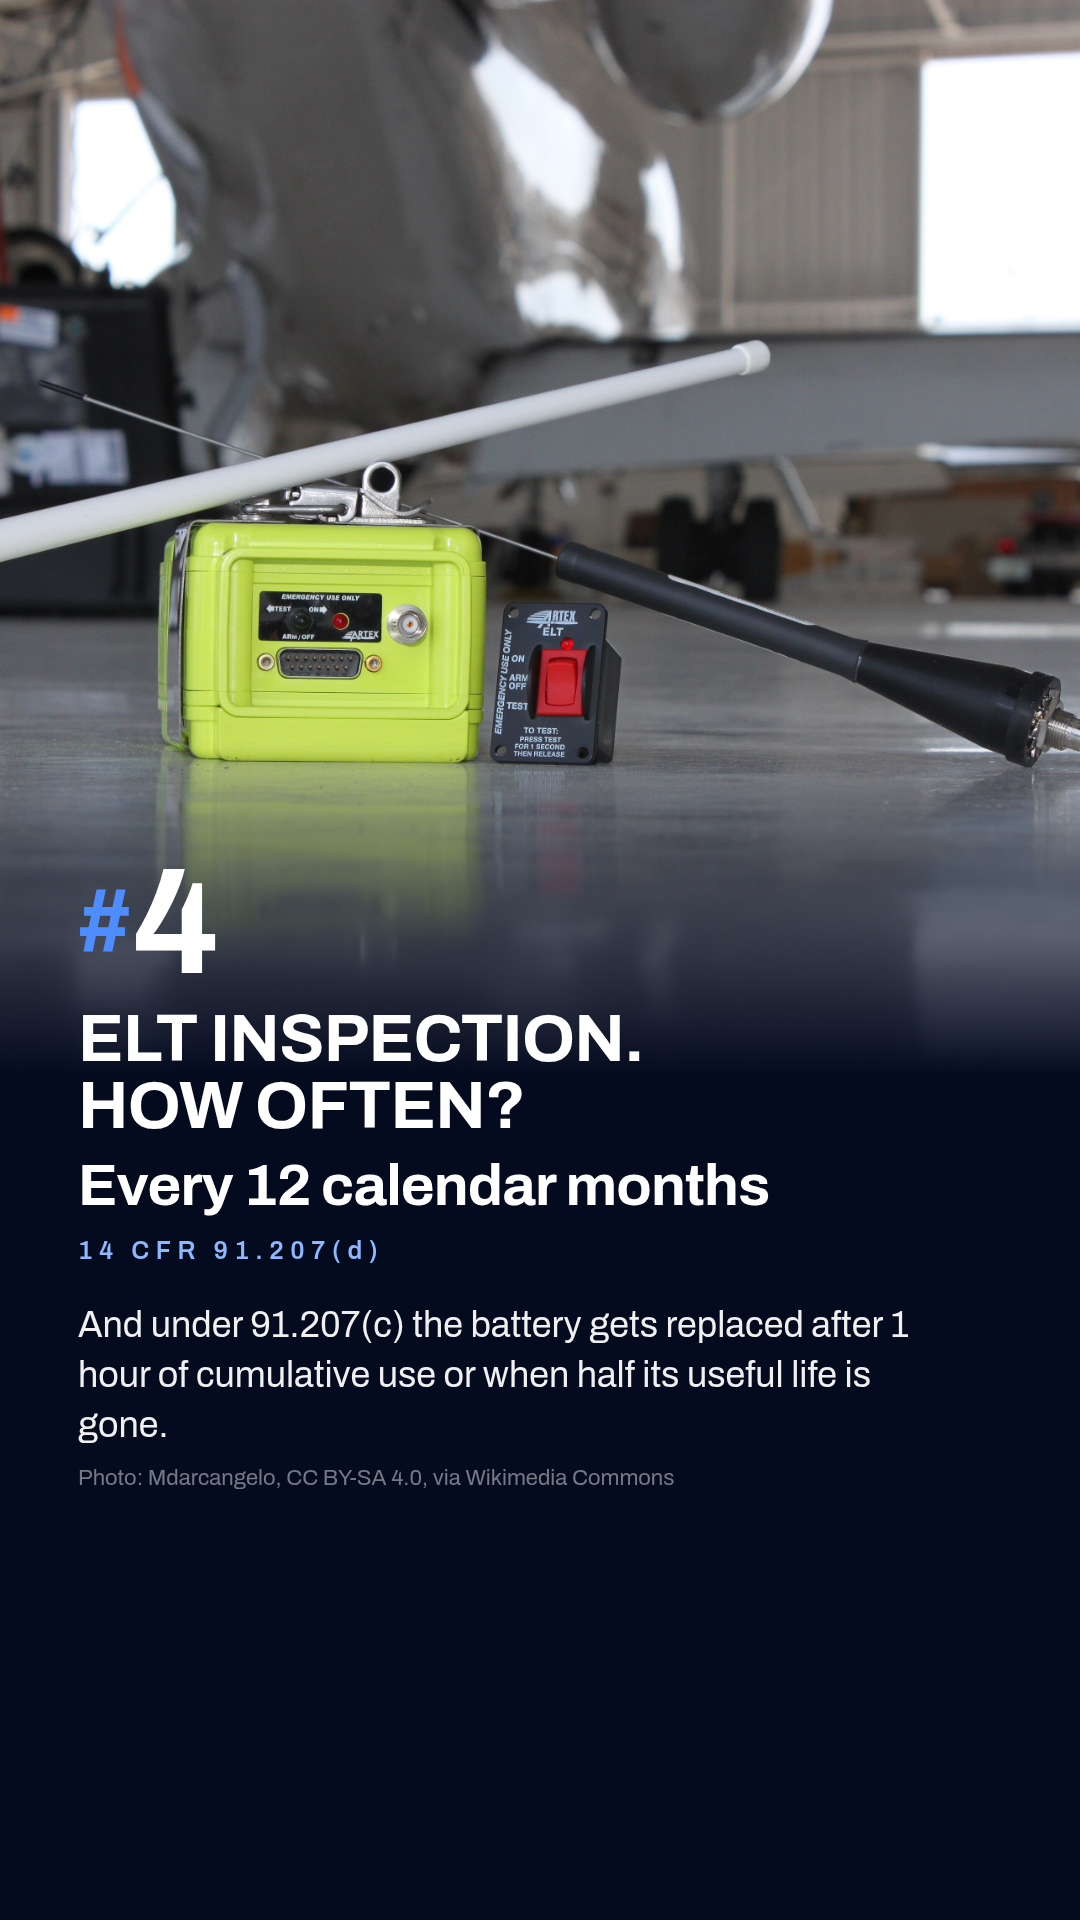 EMERGENCY USE ONLY
TEST ON
ARM/OFF
ARTEX
ARTEX
ELT
EMERGENCY USE ONLY
ON
ARM
OFF
TEST
TO TEST:
PRESS TEST
FOR 1 SECOND
THEN RELEASE
#4
ELT INSPECTION.
HOW OFTEN?
Every 12 calendar months
14 CFR 91.207(d)
And under 91.207(c) the battery gets replaced after 1
hour of cumulative use or when half its useful life is
gone.
Photo: Mdarcangelo, CC BY-SA 4.0, via Wikimedia Commons